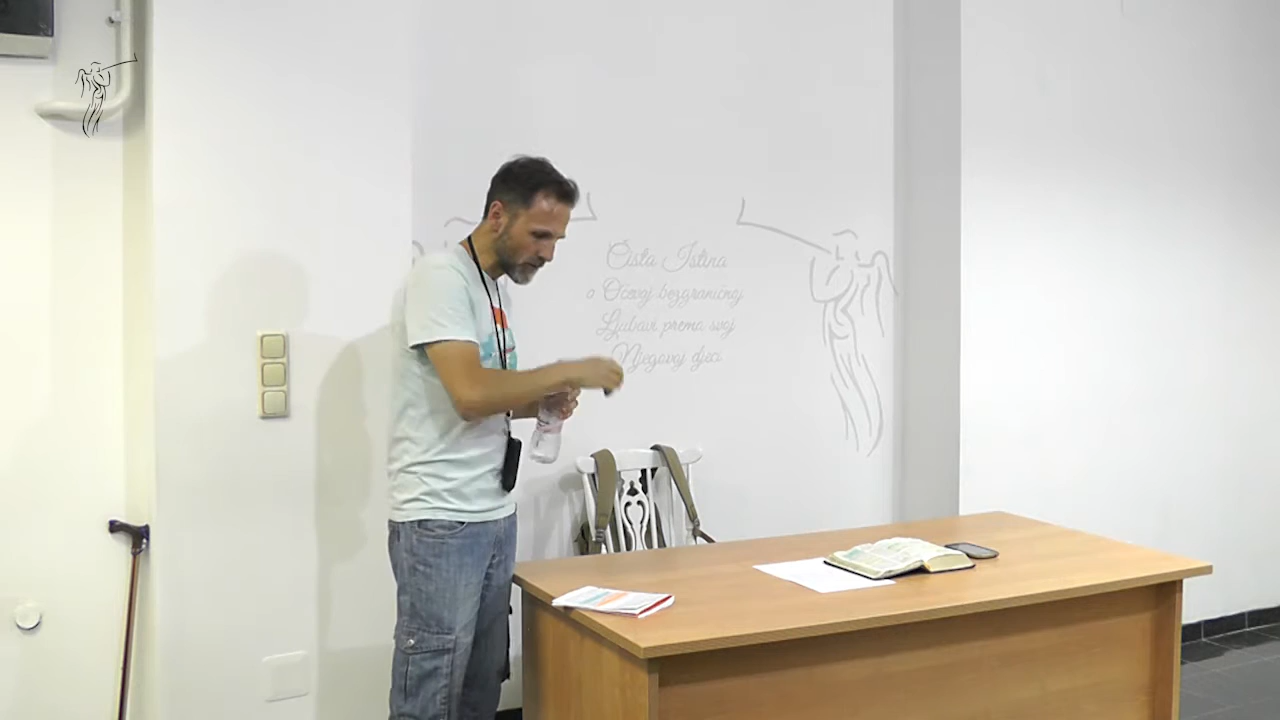 Čista Istina
o Očevoj bezgraničnoj
Ljubavi prema svoj
Njegovoj djeci